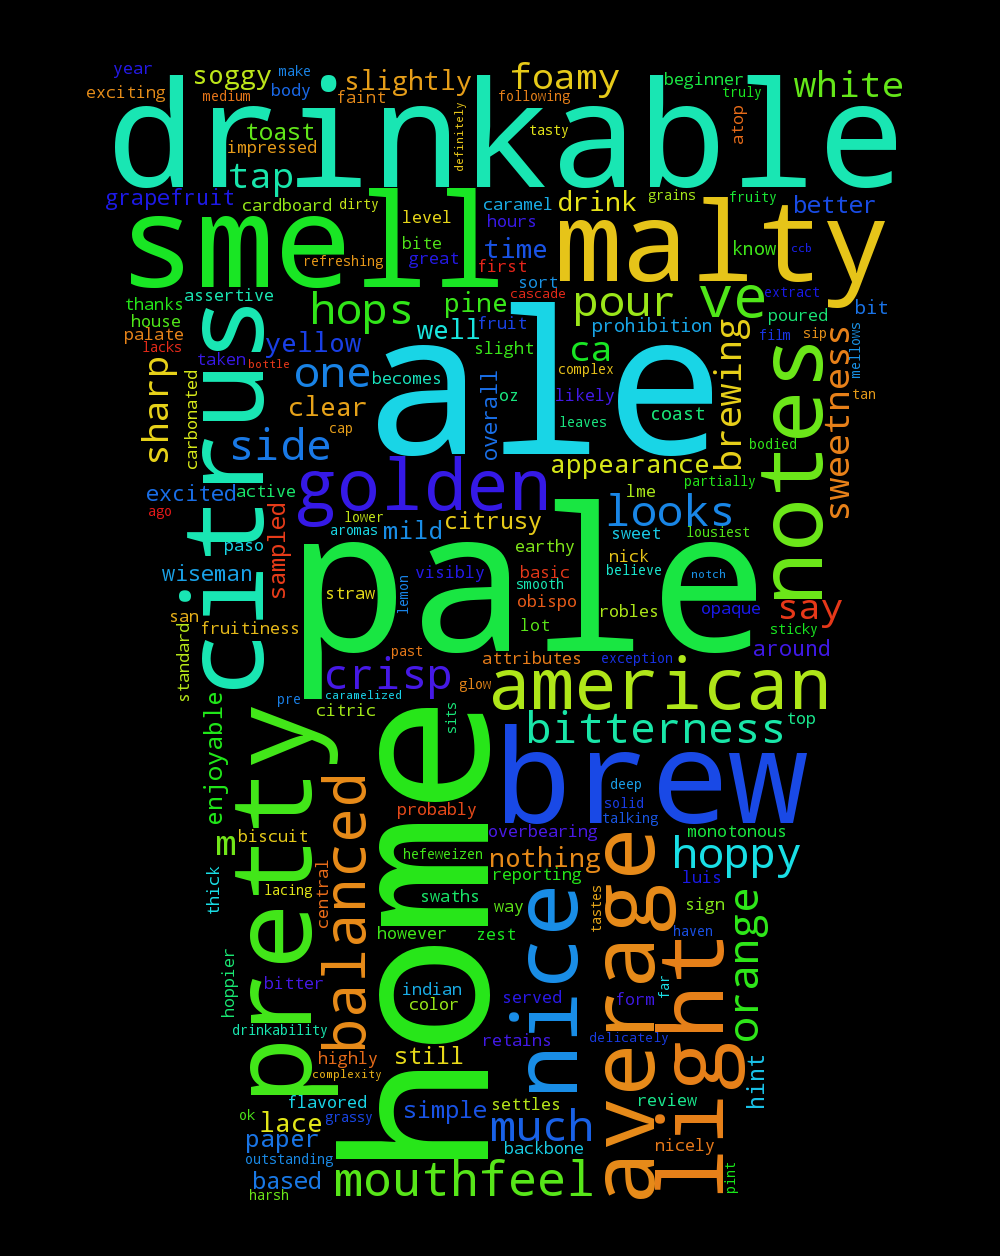 year
soggy
make
slightly
foamy
beginner
white
exciting
medium
body
faint
following
truly
drinkable
toast
definitely
tasty
atop
impressed
tap
grapefruit
cardboard
dirty
caramel
drink
grains
fruity
better
smell
level
hours
malty
bite
time
know
ccb
refreshing
great
first
sort
cascade
thanks
assertive
hops
pine
pour
ve
extract
house
well
fruit
prohibition
poured
bit
palate
yellow
slight
ca
film
sip
mellows
lacks
taken
bottle
one
becomes
ale
complex
likely
brewing
sweetness
tan
sharp
carbonated
citrus
clear
cap
overall
oz
leaves
coast
notes
bodied
side
golden
appearance
partially
excited
active
lme
looks
ago
sampled
lower
aromas
mild
citrusy
sweet
lousiest
paso
earthy
nick
wiseman
visibly
basic
believe
notch
smooth
straw
lemon
pale
obispo
robles
opaque
say
san
fruitiness
lot
sticky
standard
past
attributes
exception
around
crisp
glow
american
pre
caramelized
citric
sits
bitterness
top
enjoyable
pretty
home
brew
deep
solid
probably
talking
m
biscuit
balanced
overbearing
monotonous
hefeweizen
nothing
hoppy
thick
lacing
central
reporting
luis
swaths
way
nice
tastes
average
sign
orange
however
zest
haven
light
hoppier
bitter
indian
color
served
form
far
drinkability
retains
delicately
highly
still
complexity
hint
flavored
simple
settles
review
ok
grassy
lace
much
paper
backbone
nicely
outstanding
based
mouthfeel
pint
harsh